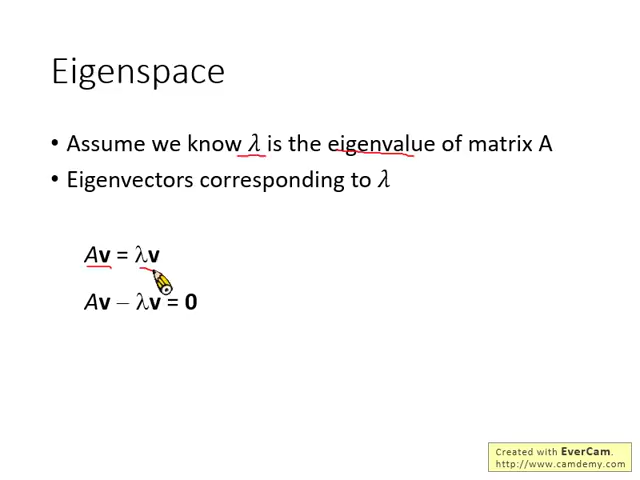 Eigenspace
• Assume we know λ is the eigenvalue of matrix A
• Eigenvectors corresponding to λ
Av = λv
Av – λv = 0
Created with EverCam.
http://www.camdemy.com